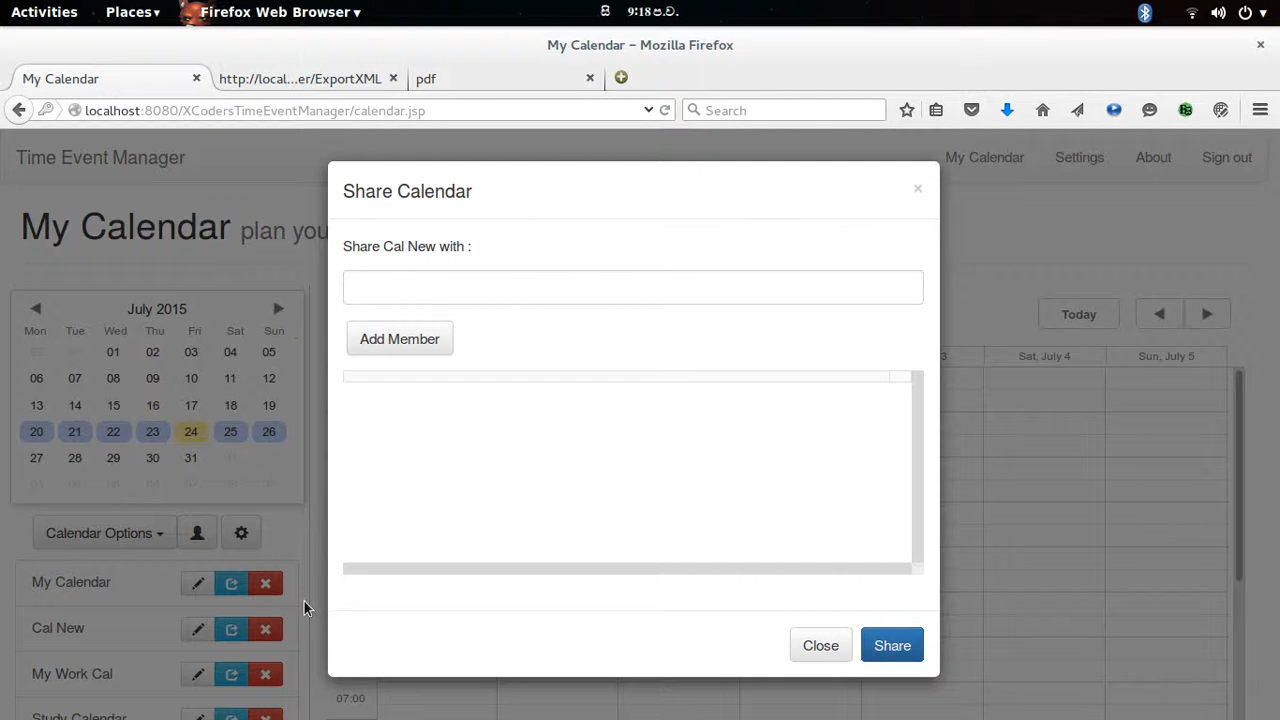 Activities Places▾ Firefox Web Browser▾ සි 9:18ප.ව. ▾
My Calendar – Mozilla Firefox ×
My Calendar × http://local...er/ExportXML × pdf ×
localhost:8080/XCodersTimeEventManager/calendar.jsp Search
Time Event Manager My Calendar Settings About Sign out
Share Calendar ×
My Calendar plan you
Share Cal New with :
July 2015
Mon Tue Wed Thu Fri Sat Sun
01 02 03 04 05
06 07 08 09 10 11 12
13 14 15 16 17 18 19
20 21 22 23 24 25 26
27 28 29 30 31
Today
Add Member
3 Sat, July 4 Sun, July 5
Calendar Options
My Calendar
Cal New
My Work Cal
Study Calendar
Close Share
07:00